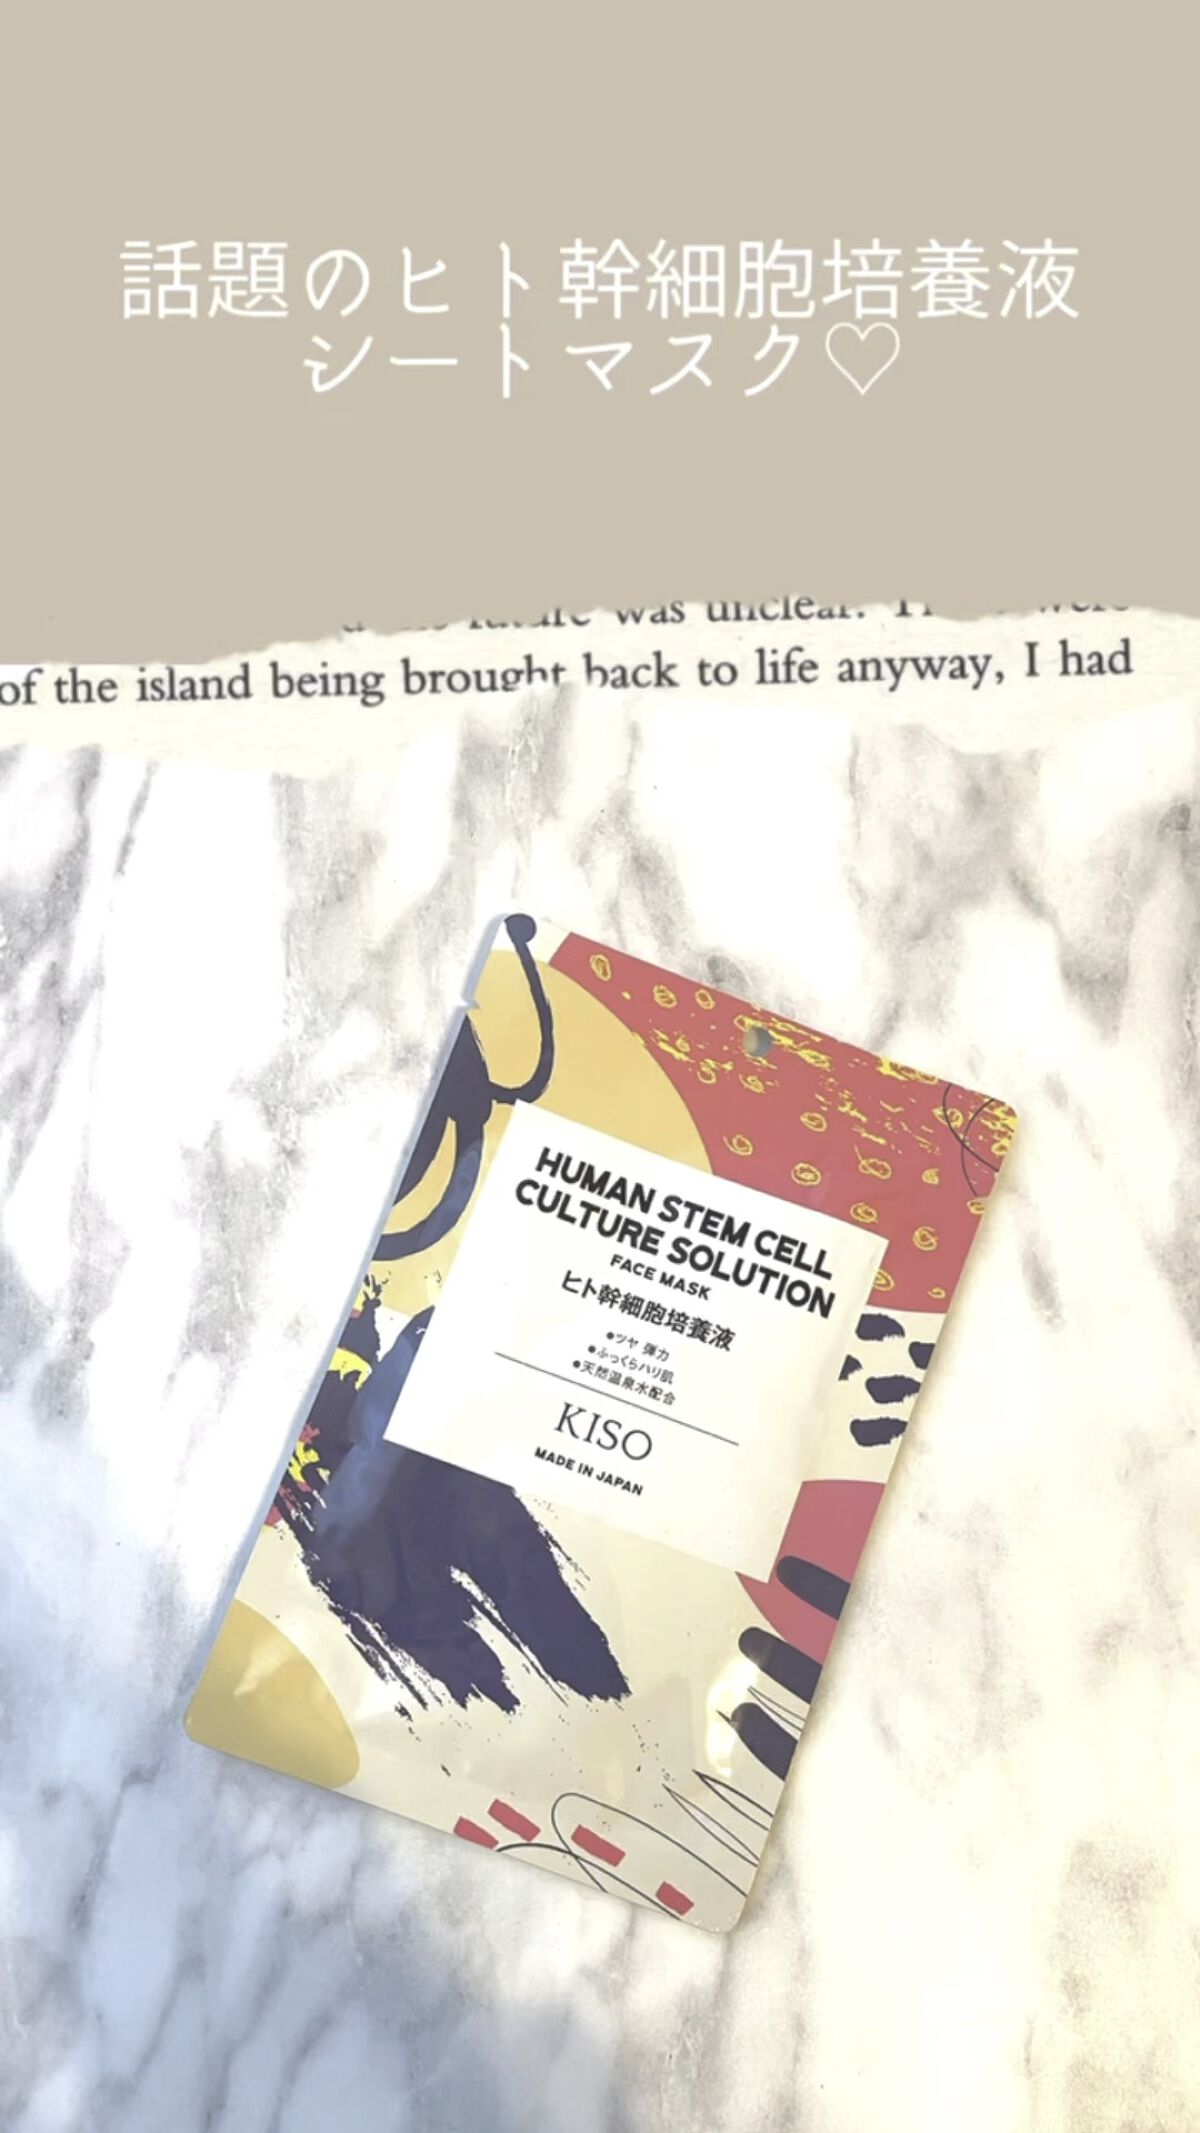 話題のヒト幹細胞培養液
シートマスク♡
was unclear.
of the island being brought back to life anyway, I had
HUMAN STEM CELL
CULTURE SOLUTION
FACE MASK
ヒト幹細胞培養液
●ツヤ 弾力
●ふっくらハリ肌
●天然温泉水配合
KISO
MADE IN JAPAN